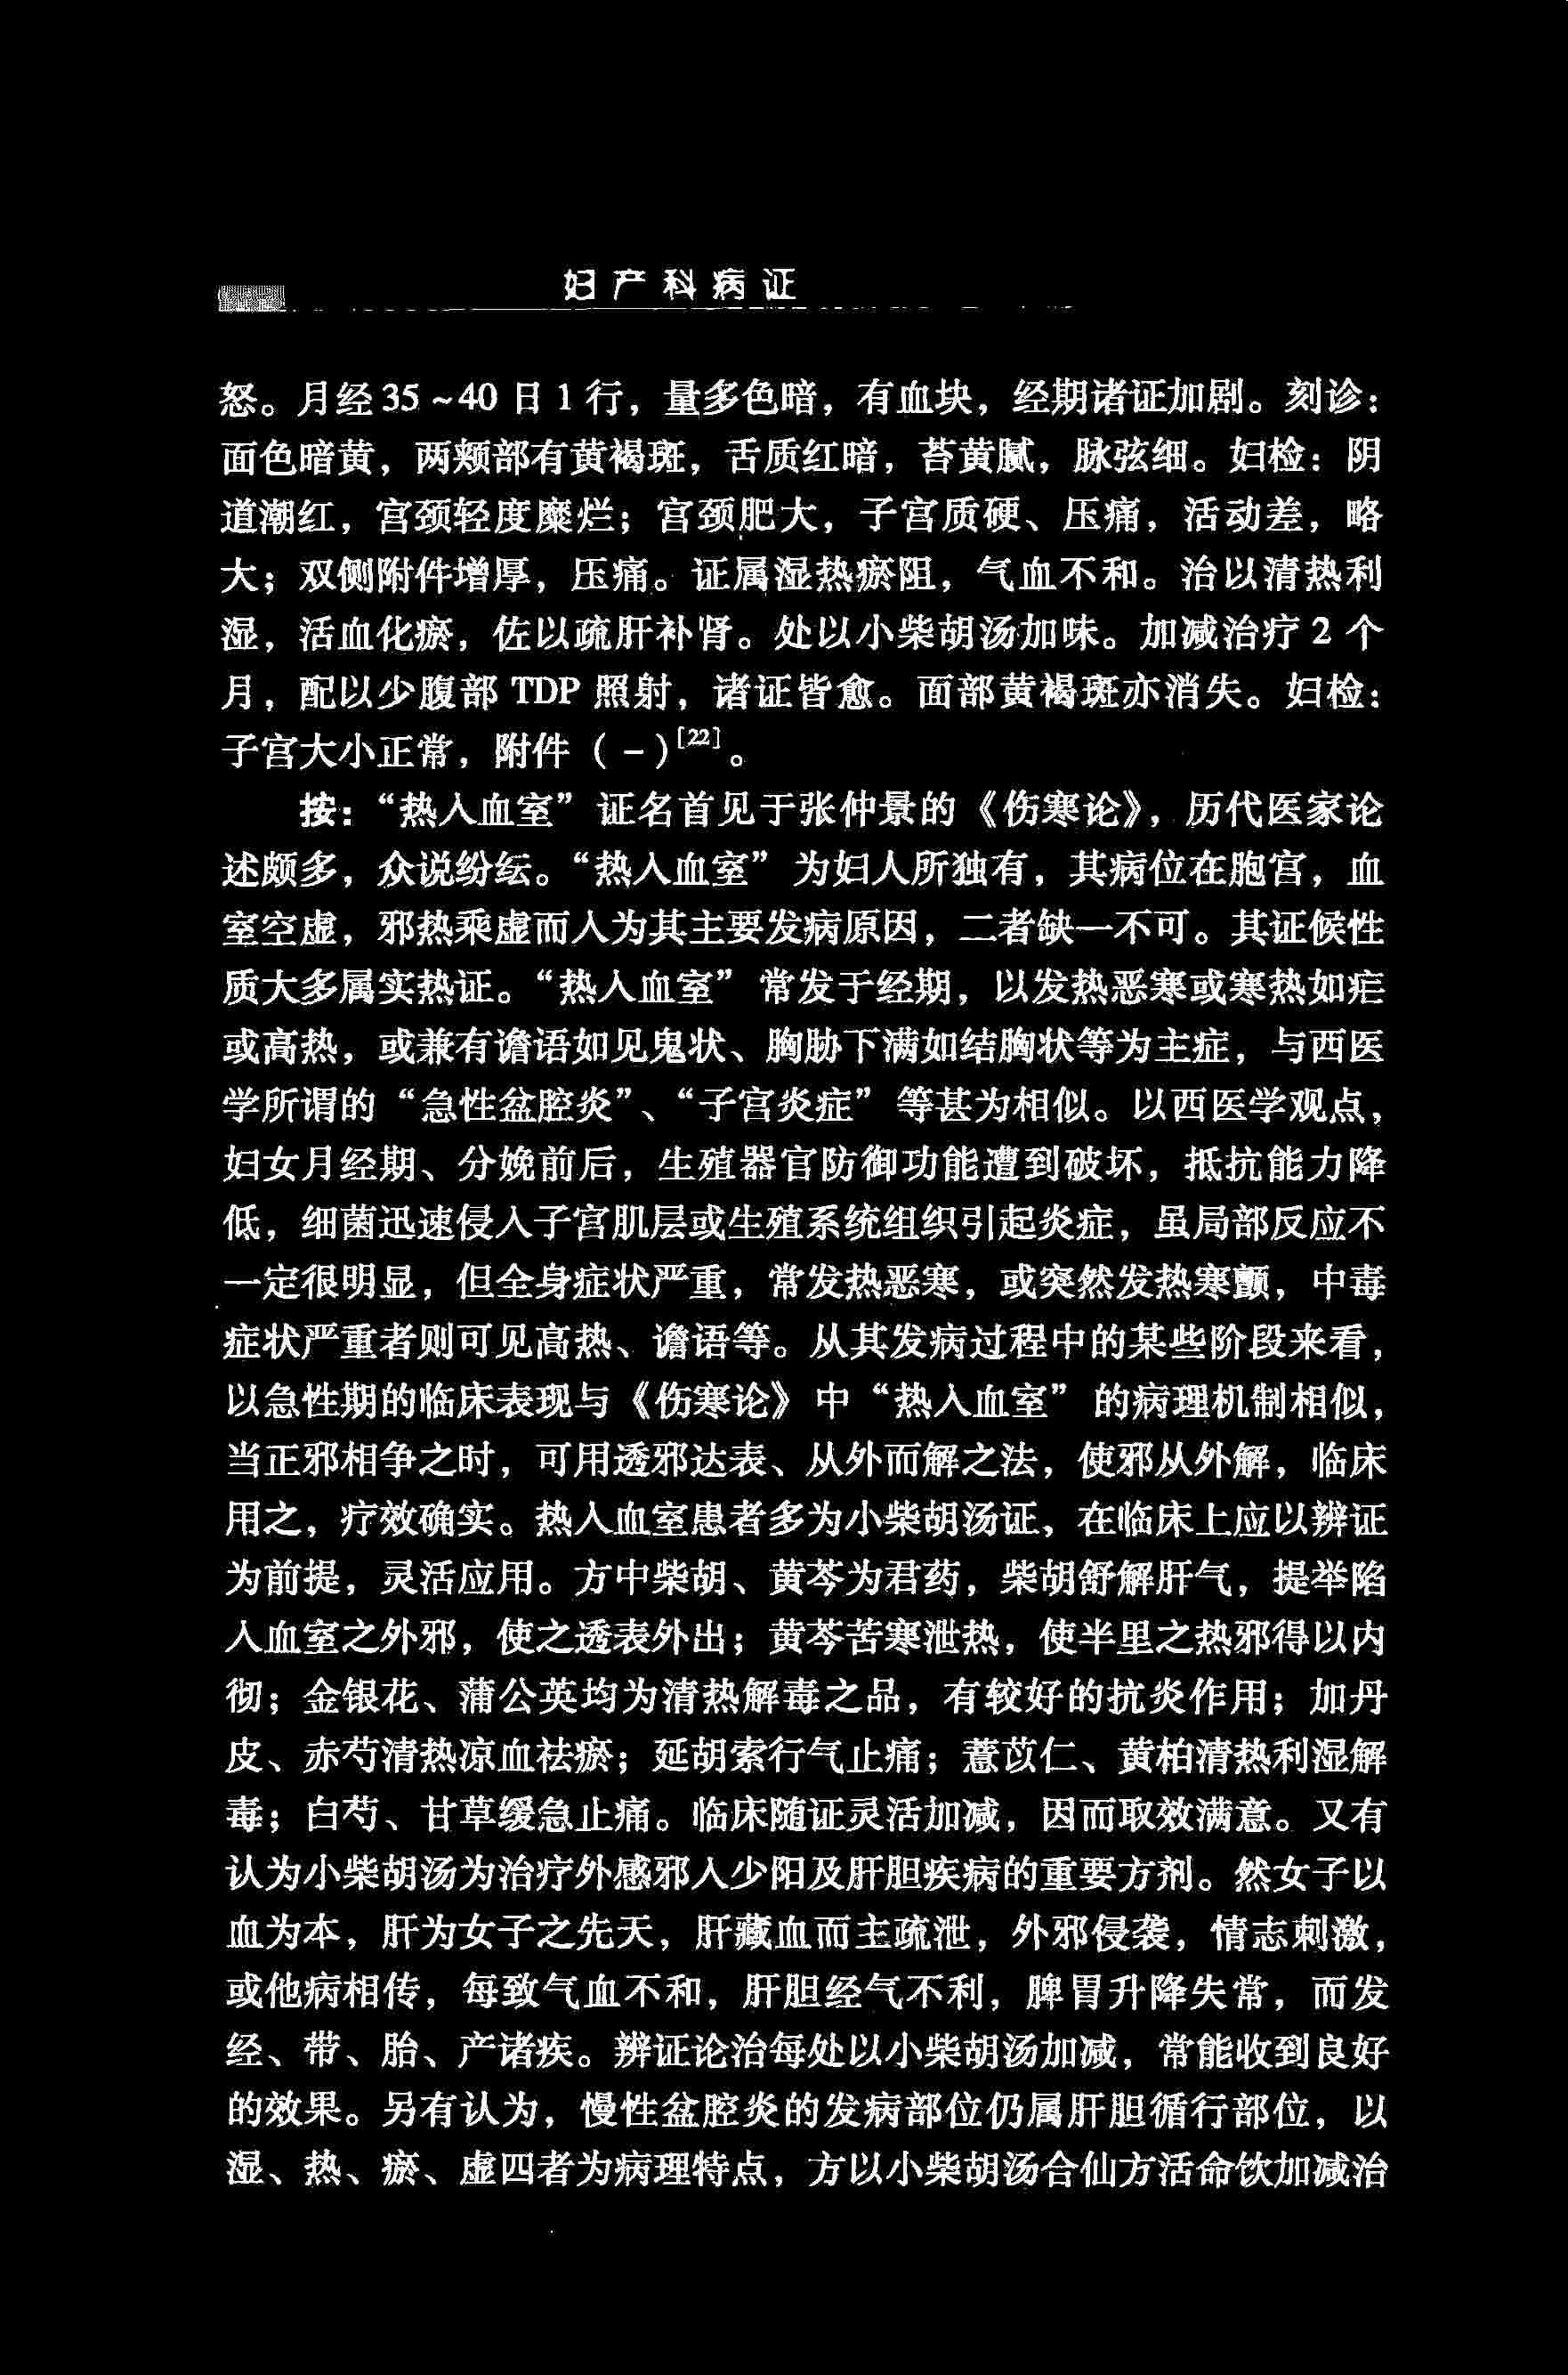 妇产科病证
怒。月经35~40日1行，量多色暗，有血块，经期诸证加剧。刻诊：
面色暗黄，两颊部有黄褐斑，舌质红暗，苔黄腻，脉弦细。妇检：阴
道潮红，宫颈轻度糜烂；宫颈肥大，子宫质硬、压痛，活动差，略
大；双侧附件增厚，压痛。证属湿热瘀阻，气血不和。治以清热利
湿，活血化瘀，佐以疏肝补肾。处以小柴胡汤加味。加减治疗2个
月，配以少腹部TDP照射，诸证皆愈。面部黄褐斑亦消失。妇检：
子宫大小正常，附件（-）[22]。
按：“热入血室”证名首见于张仲景的《伤寒论》，历代医家论
述颇多，众说纷纭。“热入血室”为妇人所独有，其病位在胞宫，血
室空虚，邪热乘虚而入为其主要发病原因，二者缺一不可。其证候性
质大多属实热证。“热入血室”常发于经期，以发热恶寒或寒热如疟
或高热，或兼有谵语如见鬼状、胸胁下满如结胸状等为主症，与西医
学所谓的“急性盆腔炎”、“子宫炎症”等甚为相似。以西医学观点，
妇女月经期、分娩前后，生殖器官防御功能遭到破坏，抵抗能力降
低，细菌迅速侵入子宫肌层或生殖系统组织引起炎症，虽局部反应不
一定很明显，但全身症状严重，常发热恶寒，或突然发热寒颤，中毒
症状严重者则可见高热、谵语等。从其发病过程中的某些阶段来看，
以急性期的临床表现与《伤寒论》中“热入血室”的病理机制相似，
当正邪相争之时，可用透邪达表、从外而解之法，使邪从外解，临床
用之，疗效确实。热入血室患者多为小柴胡汤证，在临床上应以辨证
为前提，灵活应用。方中柴胡、黄芩为君药，柴胡舒解肝气，提举陷
入血室之外邪，使之透表外出；黄芩苦寒泄热，使半里之热邪得以内
彻；金银花、蒲公英均为清热解毒之品，有较好的抗炎作用；加丹
皮、赤芍清热凉血祛瘀；延胡索行气止痛；薏苡仁、黄柏清热利湿解
毒；白芍、甘草缓急止痛。临床随证灵活加减，因而取效满意。又有
认为小柴胡汤为治疗外感邪入少阳及肝胆疾病的重要方剂。然女子以
血为本，肝为女子之先天，肝藏血而主疏泄，外邪侵袭，情志刺激，
或他病相传，每致气血不和，肝胆经气不利，脾胃升降失常，而发
经、带、胎、产诸疾。辨证论治每处以小柴胡汤加减，常能收到良好
的效果。另有认为，慢性盆腔炎的发病部位仍属肝胆循行部位，以
湿、热、瘀、虚四者为病理特点，方以小柴胡汤合仙方活命饮加减治